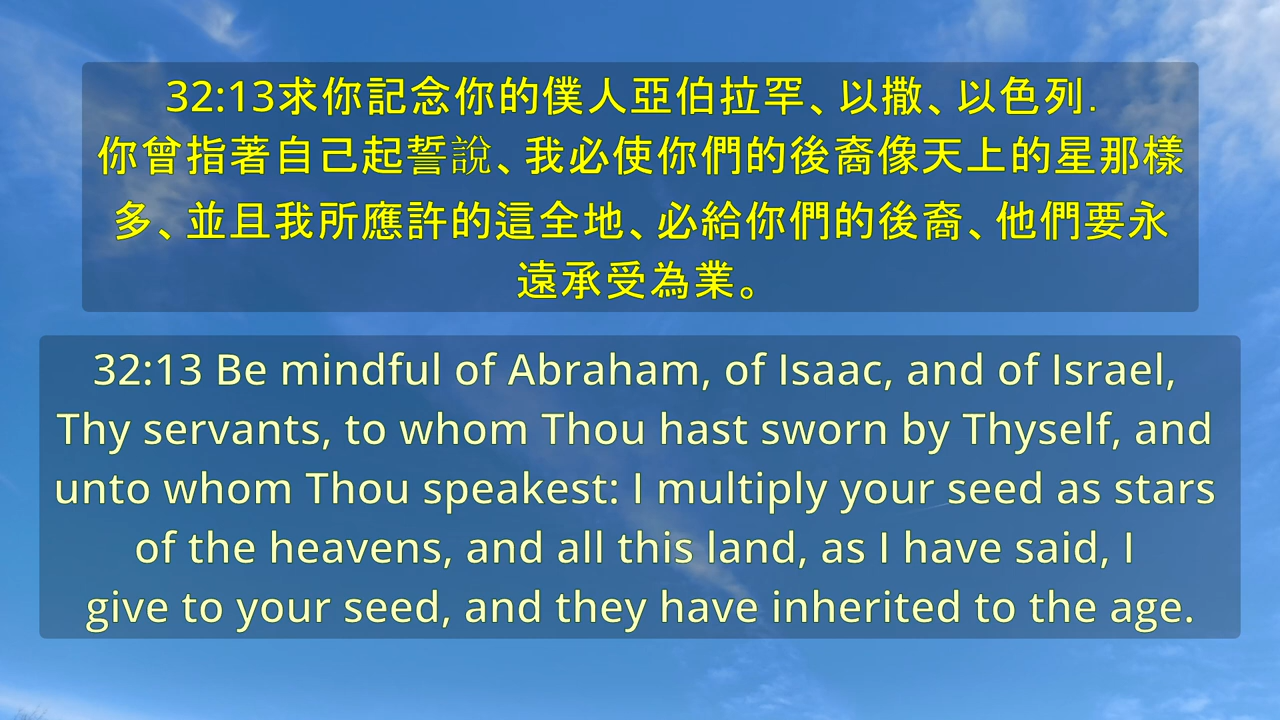 32:13求你記念你的僕人亞伯拉罕、以撒、以色列.
你曾指著自己起誓說、我必使你們的後裔像天上的星那樣
多、並且我所應許的這全地、必給你們的後裔、他們要永
遠承受為業。
32:13 Be mindful of Abraham, of Isaac, and of Israel,
Thy servants, to whom Thou hast sworn by Thyself, and
unto whom Thou speakest: I multiply your seed as stars
of the heavens, and all this land, as I have said, I
give to your seed, and they have inherited to the age.